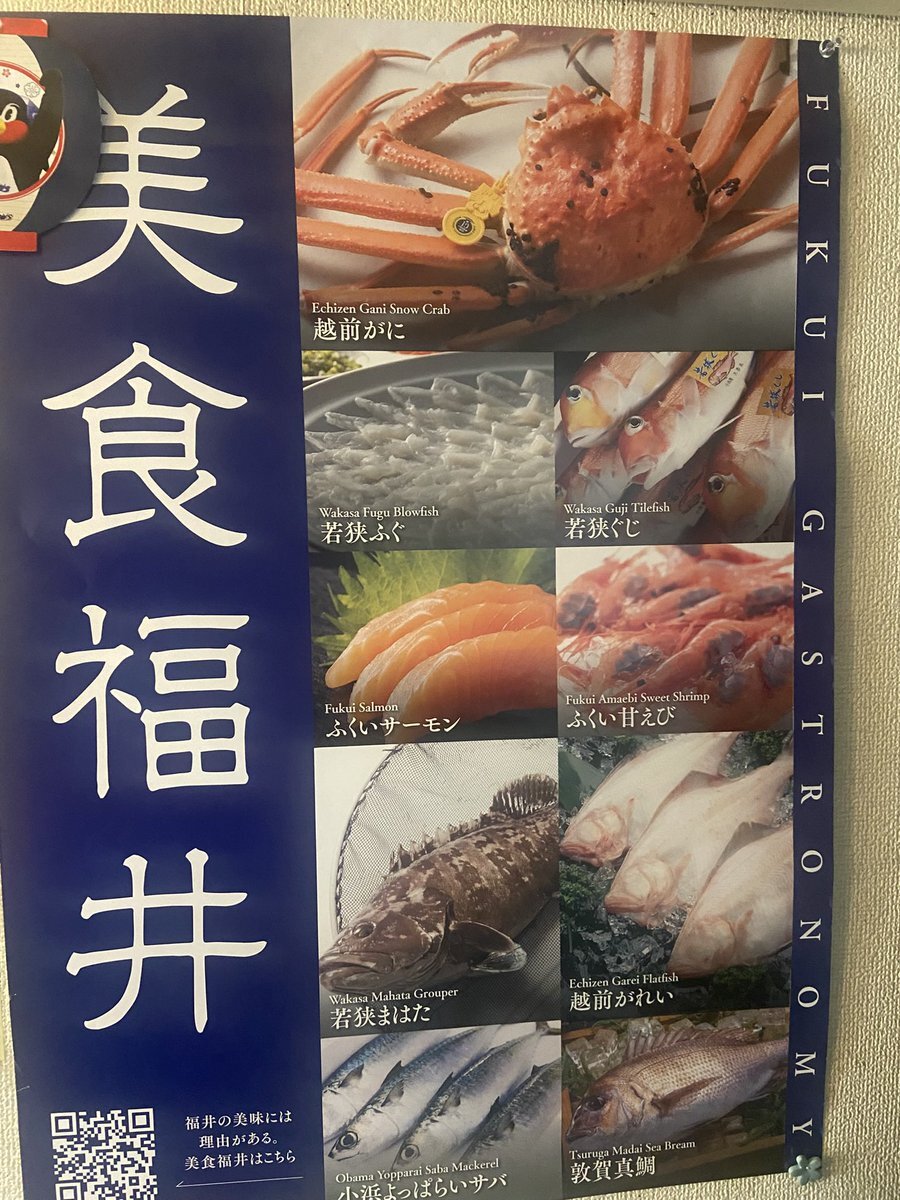 美食福井
FUKUI GASTRONOMY
Echizen Gani Snow Crab
越前がに
Wakasa Fugu Blowfish
若狭ふぐ
Wakasa Guji Tilefish
若狭ぐじ
Fukui Salmon
ふくいサーモン
Fukui Amaebi Sweet Shrimp
ふくい甘えび
Wakasa Mahata Grouper
若狭まはた
Echizen Garei Flatfish
越前がれい
Obama Yopparai Saba Mackerel
小浜よっぱらいサバ
Tsuruga Madai Sea Bream
敦賀真鯛
福井の美味には
理由がある。
美食福井はこちら